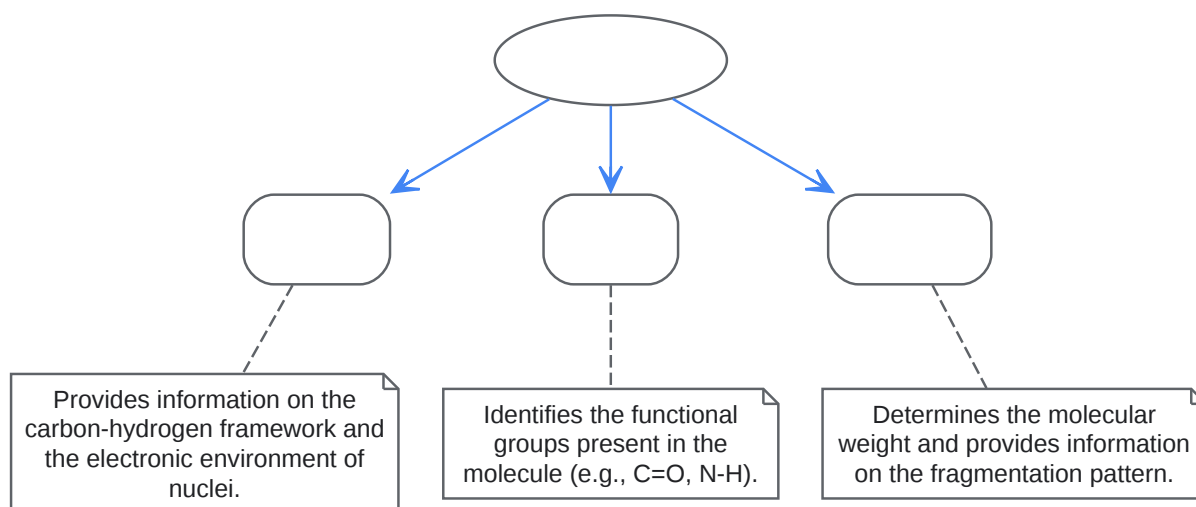 Provides information on the
carbon-hydrogen framework and
the electronic environment of
nuclei.
Identifies the functional
groups present in the
molecule (e.g., C=O, N-H).
Determines the molecular
weight and provides information
on the fragmentation pattern.